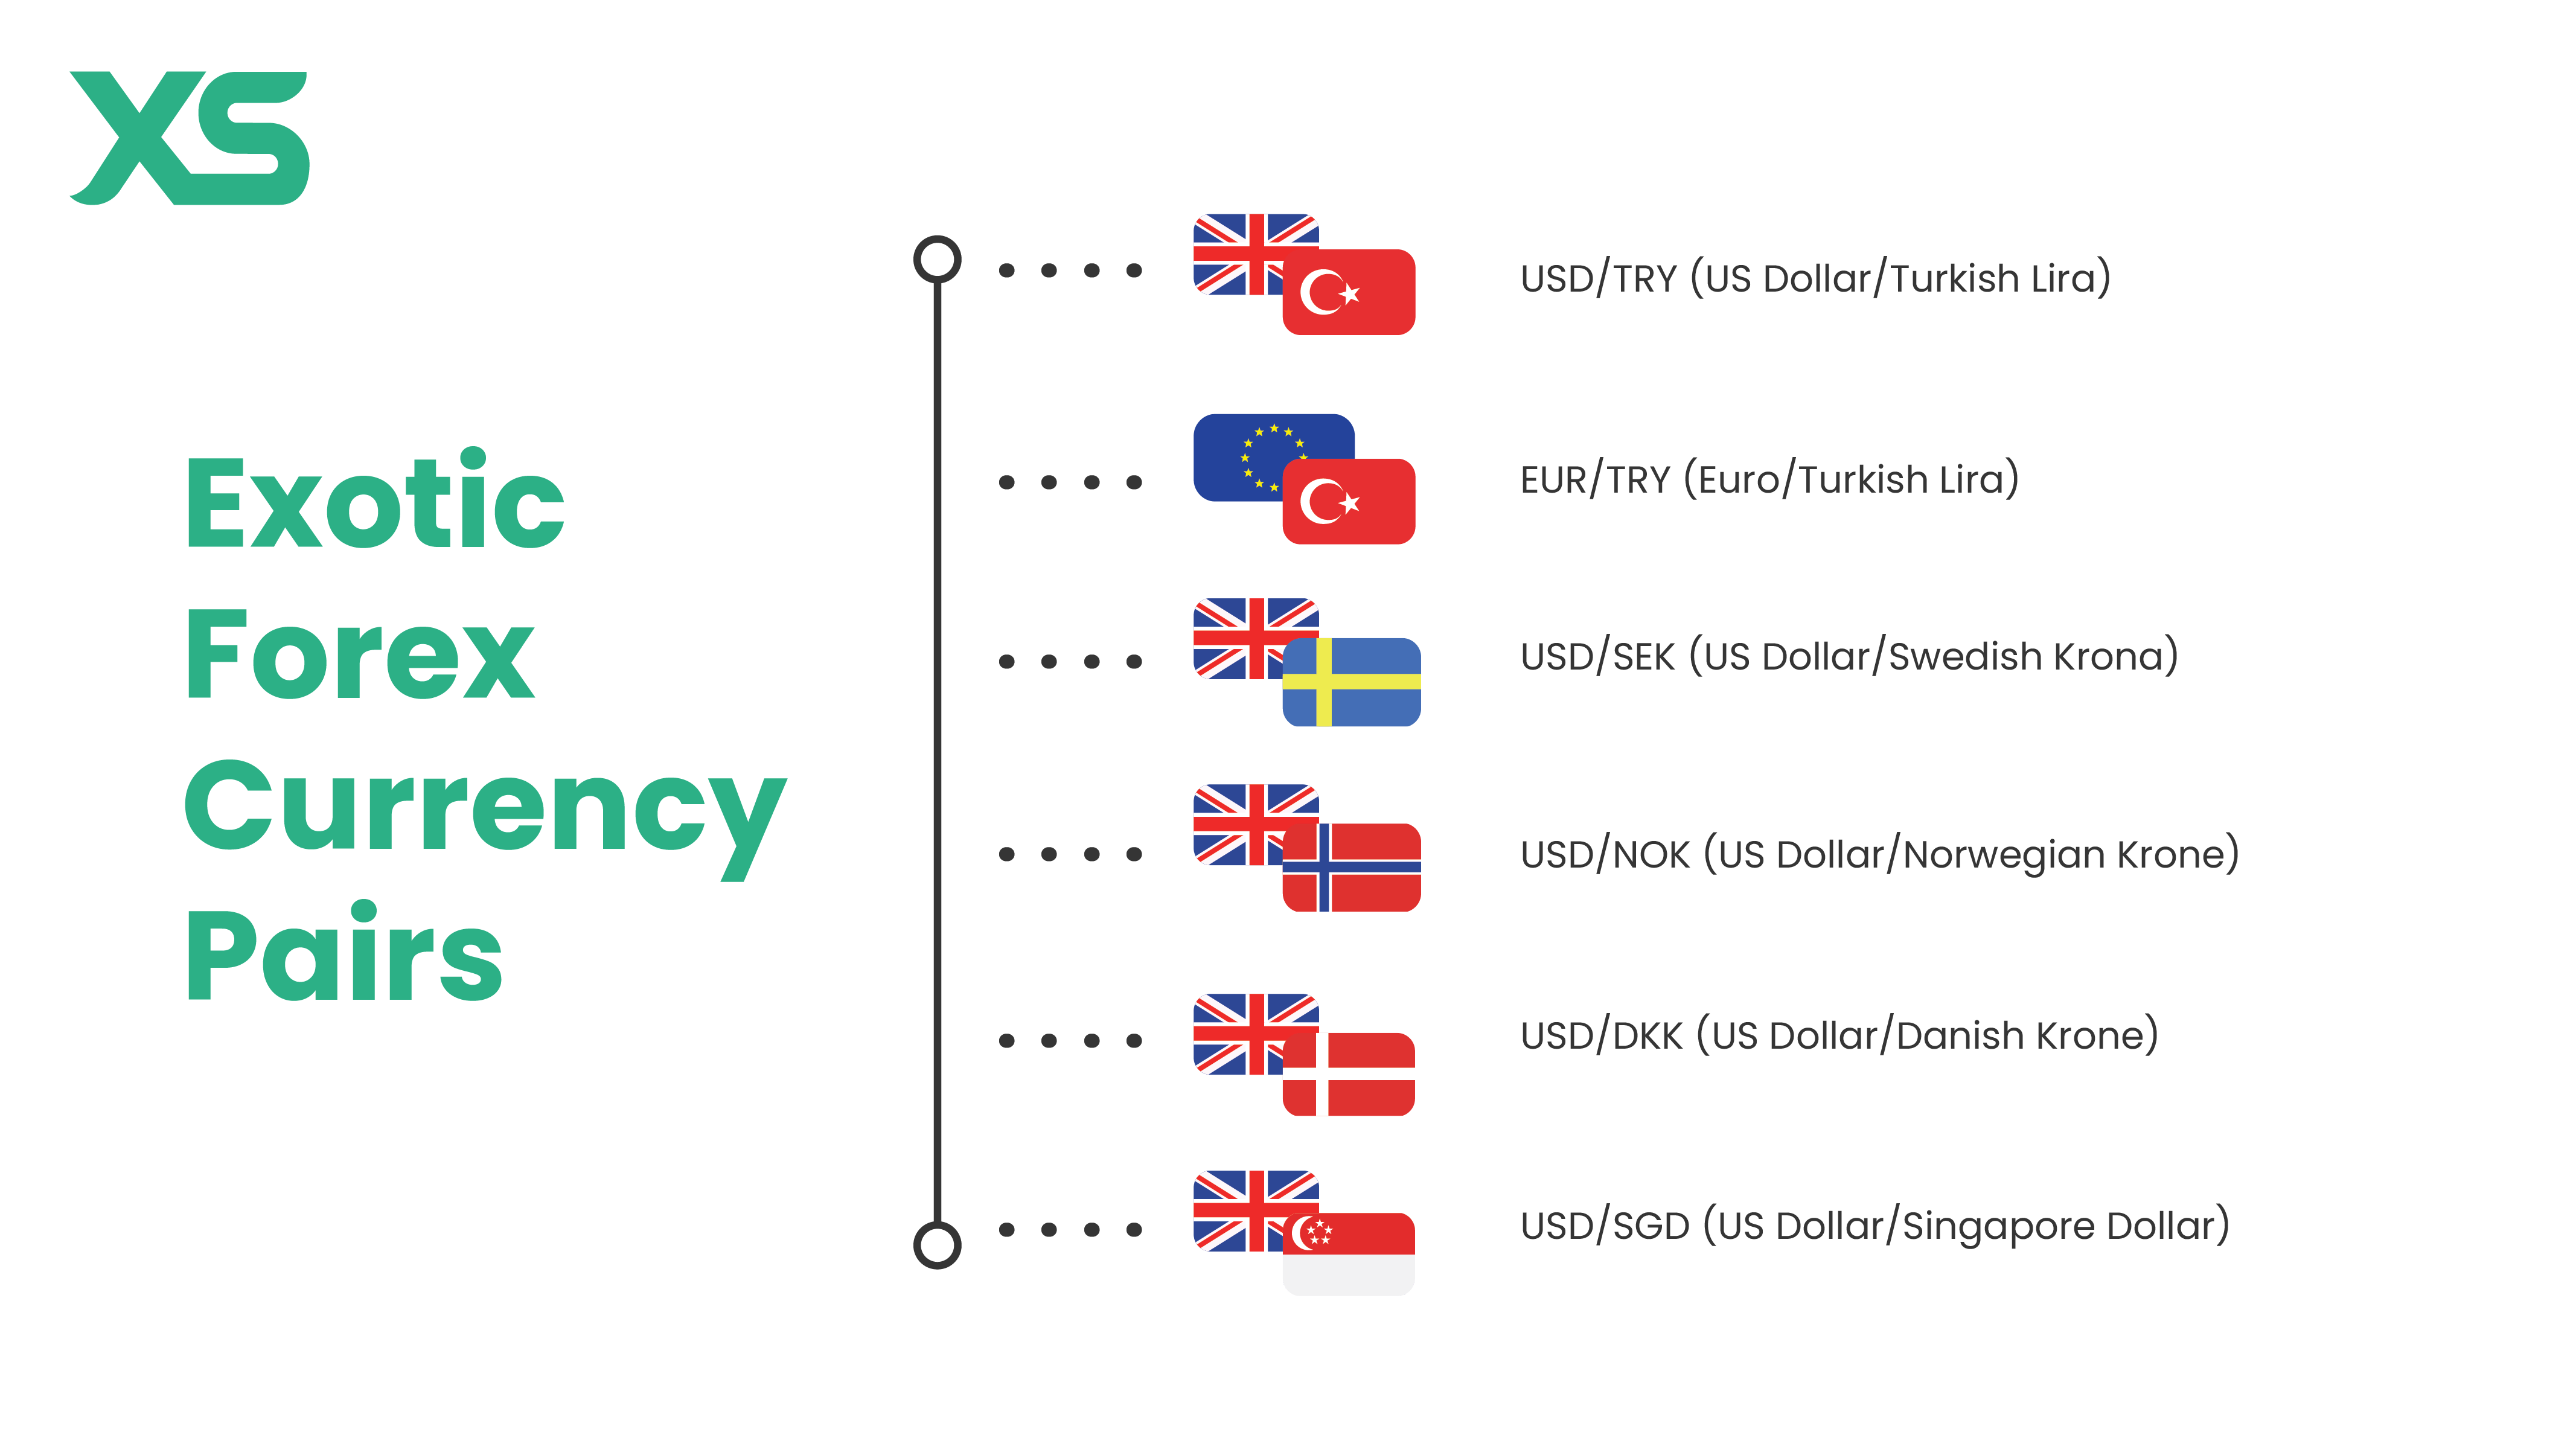 XS
Exotic
Forex
Currency
Pairs
USD/TRY (US Dollar/Turkish Lira)
EUR/TRY (Euro/Turkish Lira)
USD/SEK (US Dollar/Swedish Krona)
USD/NOK (US Dollar/Norwegian Krone)
USD/DKK (US Dollar/Danish Krone)
USD/SGD (US Dollar/Singapore Dollar)